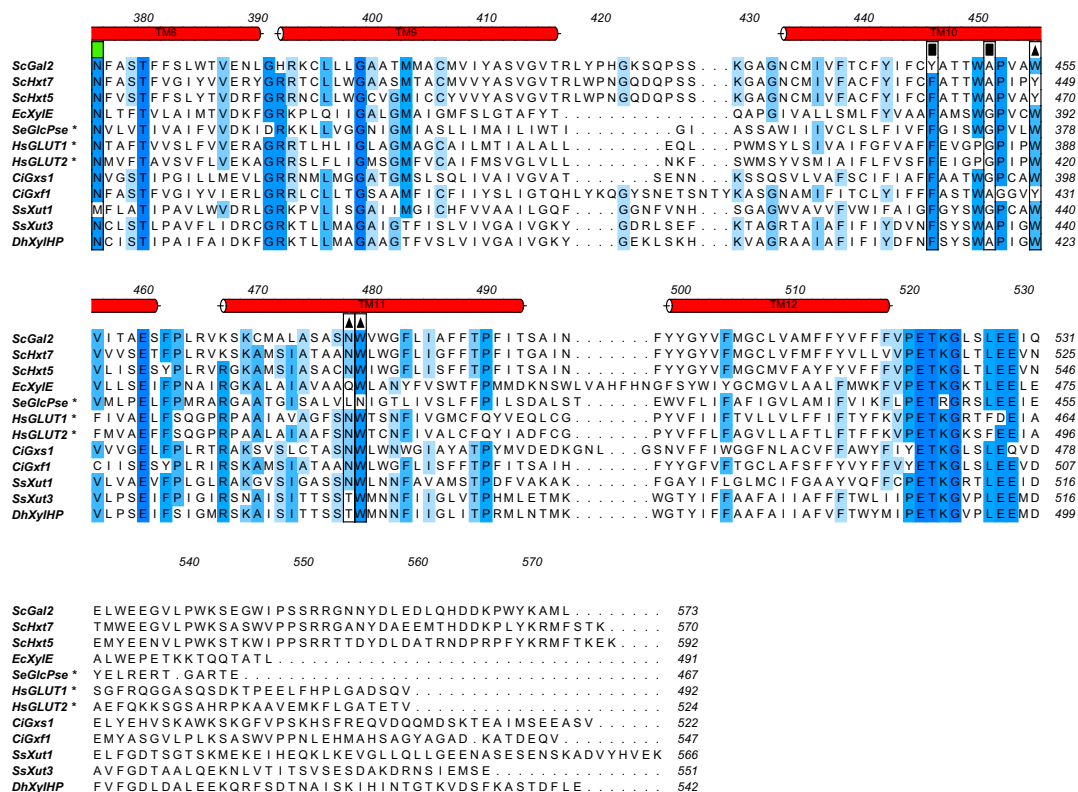 380 390 400 410 420 430 440 450
TM8 TM9 TM10
ScGal2 NFASTFFSLWTVENLGHRKCLLLGAATMMACMVIYASVGVTRLYPHGKSQPSS..KGAGNCMIVFTCFYIFCYATTWAPVAW 455
ScHxt7 NFVSTFVGIYVVERYGRRTCLLWGAASMTACMVVYASVGVTRLWPNGQDQPSS..KGAGNCMIVFACFYIFCFATTWAPIPY 449
ScHxt5 NFVSTFFSLYTVDRFGRRNCLLWGCVGMICCYVVYASVGVTRLWPNGQDQPSS..KGAGNCMIVFACFYIFCFATTWAPVAY 470
EcXylE NLTFTVLAIMTVDKFGRKPLQIIGALGMAIGMFSLGTAFYT..............QAPGIVALLSMLFYVAAFAMSWGPVCW 392
SeGlcPse * NVLVTIVAIFVVDKIDRKKLLVGGNIGMIASLLIMAILIWTI.........GI..ASSAWIIIVCLSLFIVFFGISWGPVLW 378
HsGLUT1 * NTAFTVVSLFVVERAGRRTLHLIGLAGMAGCAILMTIALALL........EQL..PWMSYLSIVAIFGFVAFFEVGPGPIPW 388
HsGLUT2 * NMVFTAVSVFLVEKAGRRSLFLIGMSGMFVCAIFMSVGLVLL........NKF..SWMSYVSMIAIFLFVSFFEIGPGPIPW 420
CiGxs1 NVGSTIPGILLMEVLGRRNMLMGGATGMSLSQLIVAIVGVAT.......SENN..KSSQSVLVAFSCIFIAFFAATWGPCAW 398
CiGxf1 NFASTFVGIYVIERLGRRLCLLTGSAAMFICFIIYSLIGTQHLYKQGYSNETSNTYKASGNAMIFITCLYIFFFASTWAGGVY 431
SsXut1 MFLATIPAVLWVDRLGRKPVLISGAIIMGICHFVVAAILGQF....GGNFVNH..SGAGWVAVVFVWIFAIGFGYSWGPCAW 440
SsXut3 NCLSTLPAVFLIDRCGRKTLLMAGAIGTFISLVIVGAIVGKY....GDRLSEF..KTAGRTAIAFIFIYDVNFSYSWAPIGW 440
DhXylHP NCISTIPAIFAIDKFGRKTLLMAGAAGTFVSLVIVGAIVGKY....GEKLSKH..KVAGRAAIAFIFIYDFNFSYSWAPIGW 423
460 470 480 490 500 510 520 530
TM11 TM12
ScGal2 VITAESFPLRVKSKCMALASASNWVWGFLIAFFTPFITSAIN.......FYYGYVFMGCLVAMFFYVFFFVPETKGLSLEEIQ 531
ScHxt7 VVVSETFPLRVKSKAMSIATAANWLWGFLIGFFTPFITGAIN.......FYYGYVFMGCLVFMFFYVLLVVPETKGLTLEEVN 525
ScHxt5 VLISESYPLRVRGKAMSIASACNWIWGFLISFFTPFITSAIN.......FYYGYVFMGCMVFAYFYVFFFVPETKGLTLEEVN 546
EcXylE VLLSEIFPNAIRGKALAIAVAAQWLANYFVSWTFPMMDKNSWLVAHFHNGFSYWIYGCMGVLAALFMWKFVPETKGKTLEELE 475
SeGlcPse * VMLPELFPMRARGAATGISALVLNIGTLIVSLFFPILSDALST......EWVFLIFAFIGVLAMIFVIKFLPETRGRSLEEIE 455
HsGLUT1 * FIVAELFSQGPRPAAIAVAGFSNWTSNFIVGMCFQYVEQLCG.......PYVFIIFTVLLVLFFIFTYFKVPETKGRTFDEIA 464
HsGLUT2 * FMVAEFFSQGPRPAALAIAAFSNWTCNFIVALCFQYIADFCG.......PYVFFLFAGVLLAFTLFTFFKVPETKGKSFEEIA 496
CiGxs1 VVVGELFPLRTRAKSVSLCTASNWLWNWGIAYATPYMVDEDKGNL...GSNVFFIWGGFNLACVFFAWYFIYETKGLSLEQVD 478
CiGxf1 CIISESYPLRIRSKAMSIATAANWLWGFLISFFTPFITSAIH.......FYYGFVFTGCLAFSFFYVYFFVYETKGLSLEEVD 507
SsXut1 VLVAEVFPLGLRAKGVSIGASSNWLNNFAVAMSTPDFVAKAK.......FGAYIFLGLMCIFGAAYVQFFCPETKGRTLEEID 516
SsXut3 VLPSEIFPIGIRSNAISITTSSTWMNNFIIGLVTPHMLETMK.......WGTYIFFAAFAIIAFFFTWLIIPETKGVPLEEMD 516
DhXylHP VLPSEIFSIGMRSKAISITTSSTWMNNFIIGLITPRMLNTMK.......WGTYIFFAAFAIIAFVFTWYMIPETKGVPLEEMD 499
540 550 560 570
ScGal2 ELWEEGVLPWKSEGWIPSSRRGNNYDLEDLQHDDKPWYKAML........ 573
ScHxt7 TMWEEGVLPWKSASWVPPSRRGANYDAEEMTHDDKPLYKRMFSTK..... 570
ScHxt5 EMYEENVLPWKSTKWIPPSRRTTDYDLDATRNDPRPFYKRMFTKEK.... 592
EcXylE ALWEPETKKTQQTATL.................................. 491
SeGlcPse * YELRERT.GARTE..................................... 467
HsGLUT1 * SGFRQGGASQSDKTPEELFHPLGADSQV...................... 492
HsGLUT2 * AEFQKKSGSAHRPKAAVEMKFLGATETV...................... 524
CiGxs1 ELYEHVSKAWKSKGFVPSKHSFREQVDQQMDSKTEAIMSEEASV...... 522
CiGxf1 EMYASGVLPLKSASWVPPNLEHMAHSAGYAGAD.KATDEQV......... 547
SsXut1 ELFGDTSGTSKMEKEIHEQKLKEVGLLQLLGEENASESENSKADVYHVEK 566
SsXut3 AVFGDTAALQEKNLVTITSVSESDAKDRNSIEMSE............... 551
DhXylHP FVFGDLDALEEKQRFSDTNAISKIHINTGTKVDSFKASTDFLE....... 542